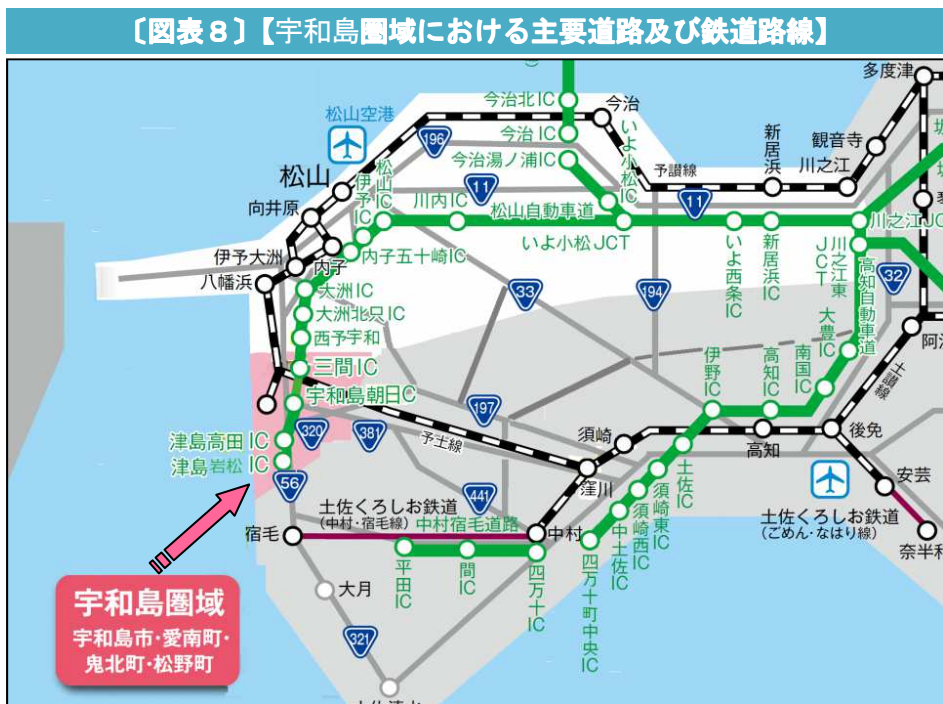 〔図表８〕【宇和島圏域における主要道路及び鉄道路線】
多度津
今治北IC
今治
松山空港
196
今治IC
いよ小松IC
新居浜
観音寺
川之江
今治湯ノ浦IC
予讃線
松山
松山IC
伊予IC
11
川内IC
11
向井原
松山自動車道
川之江JC
伊予大洲
内子
内子五十崎IC
いよ小松JCT
いよ西条IC
新居浜IC
川之江東JCT
高知自動車道
32
八幡浜
大洲IC
33
194
大洲北只IC
大豊IC
西予宇和
伊野IC
高知IC
南国IC
土讃線
三間IC
宇和島朝日C
197
320
381
予土線
須崎
高知
後免
津島高田 IC
津島岩松 IC
土佐IC
安芸
56
441
窪川
須崎東IC
須崎西IC
中土佐IC
四万十町中央IC
土佐くろしお鉄道
(中村・宿毛線)
中村宿毛道路
土佐くろしお鉄道
(ごめん・なはり線)
宿毛
中村
奈半利
平田IC
間IC
四万十IC
大月
321
宇和島圏域
宇和島市・愛南町・
鬼北町・松野町